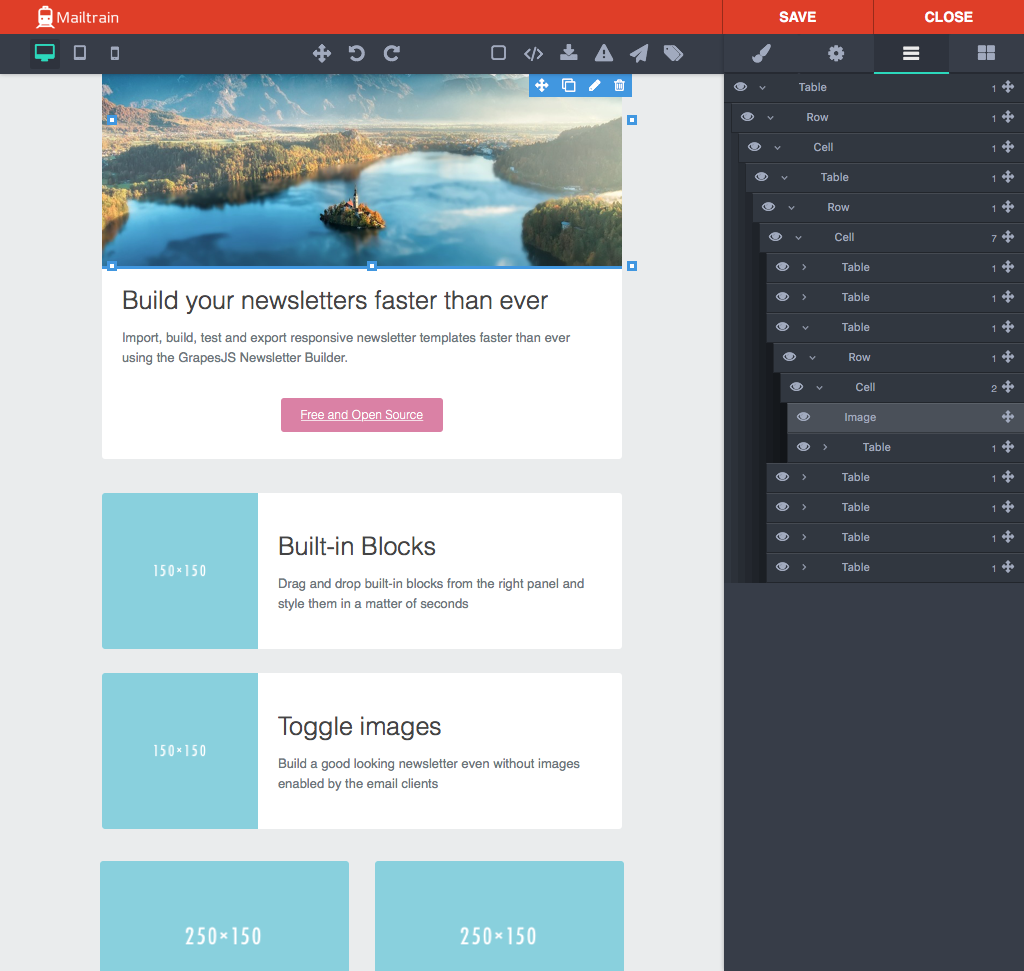 Mailtrain
SAVE
CLOSE
Build your newsletters faster than ever
Import, build, test and export responsive newsletter templates faster than ever
using the GrapesJS Newsletter Builder.
Free and Open Source
150×150
Built-in Blocks
Drag and drop built-in blocks from the right panel and
style them in a matter of seconds
150×150
Toggle images
Build a good looking newsletter even without images
enabled by the email clients
250×150
250×150
Table 1
Row 1
Cell 1
Table 1
Row 1
Cell 7
Table 1
Table 1
Table 1
Row 1
Cell 2
Image
Table 1
Table 1
Table 1
Table 1
Table 1